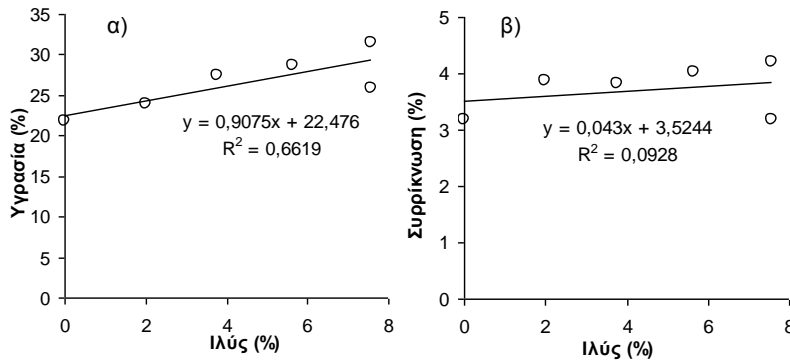 α)
Υγρασία (%)
35
30
25
20
15
10
5
0
y = 0,9075x + 22,476
R² = 0,6619
0 2 4 6 8
Ιλύς (%)
β)
Συρρίκνωση (%)
5
4
3
2
1
0
y = 0,043x + 3,5244
R² = 0,0928
0 2 4 6 8
Ιλύς (%)